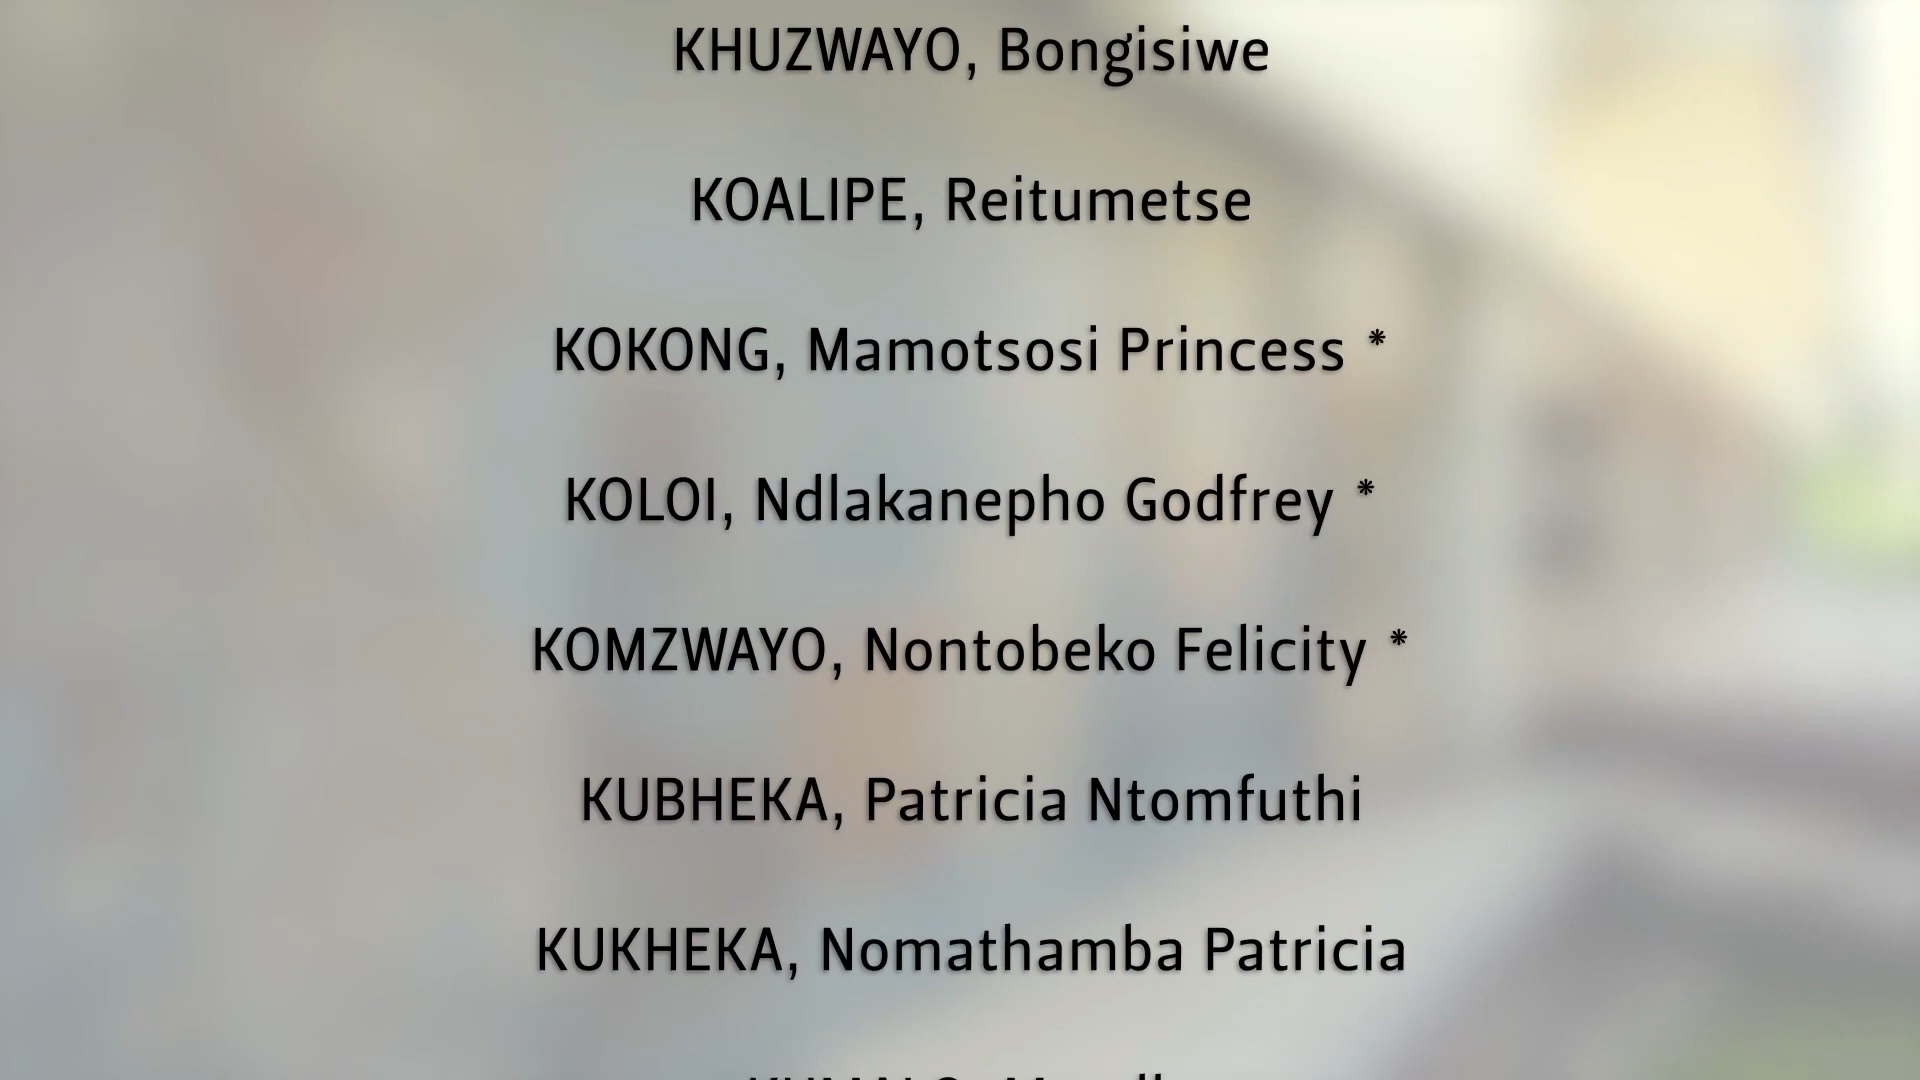 KHUZWAYO, Bongisiwe
KOALIPE, Reitumetse
KOKONG, Mamotsosi Princess *
KOLOI, Ndlakanepho Godfrey *
KOMZWAYO, Nontobeko Felicity *
KUBHEKA, Patricia Ntomfuthi
KUKHEKA, Nomathamba Patricia